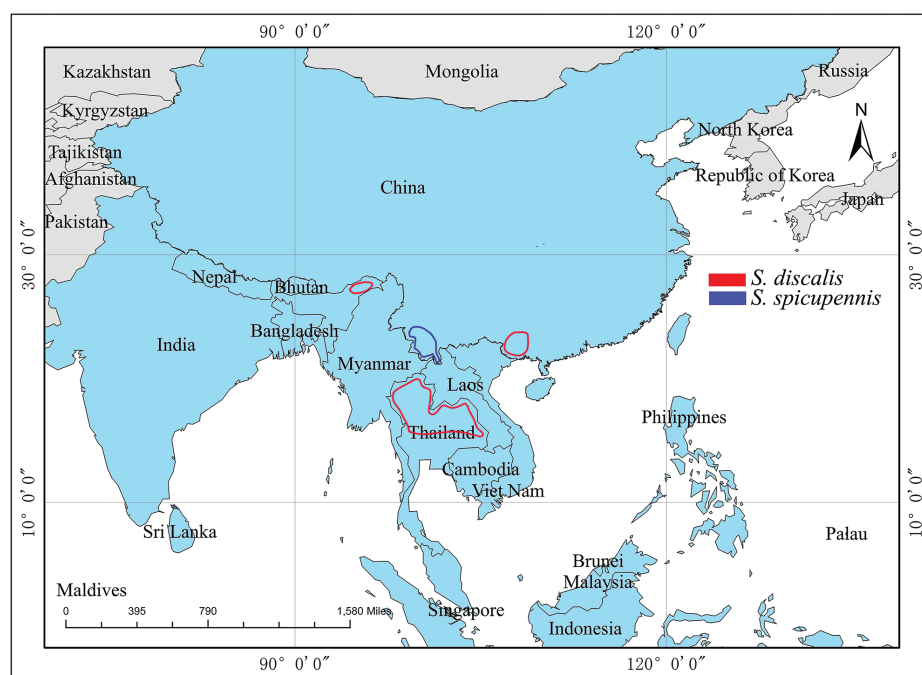 90° 0′ 0″ 120° 0′ 0″
Kazakhstan
Mongolia
Russia
Kyrgyzstan
N
North Korea
Tajikistan
Afghanistan
Republic of Korea
China
Japan
Pakistan
30° 0′ 0″ 30° 0′ 0″
Nepal
Bhutan
S. discalis
S. spicupennis
Bangladesh
India
Myanmar
Laos
Philippines
Thailand
Cambodia
Viet Nam
10° 0′ 0″ 10° 0′ 0″
Sri Lanka
Palau
Brunei
Malaysia
Maldives
Singapore
0 395 790 1,580 Miles
Indonesia
90° 0′ 0″ 120° 0′ 0″